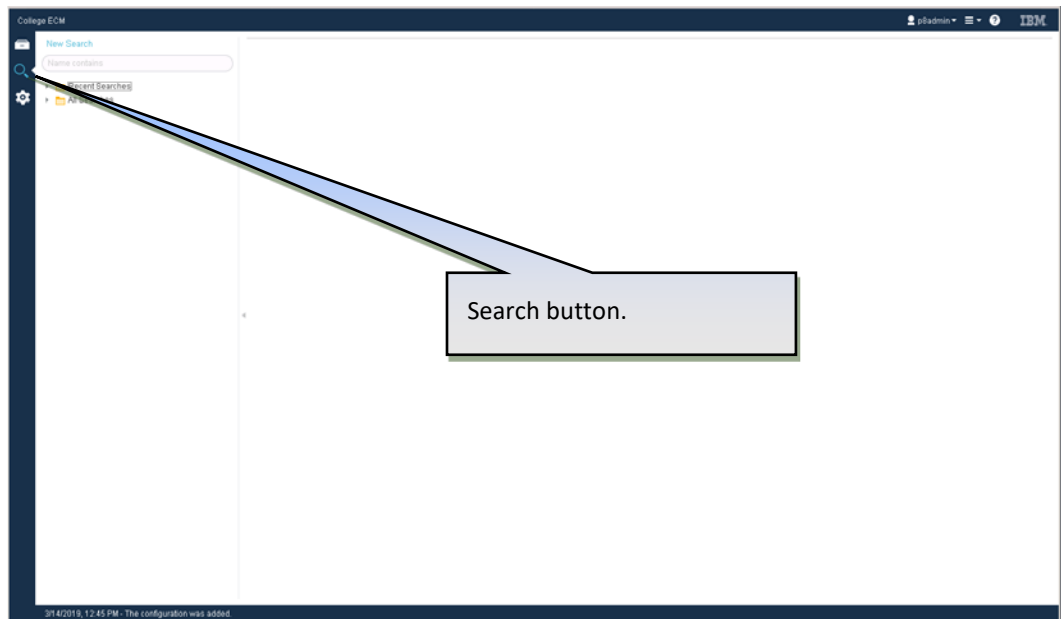 College ECM
p8admin
IBM
New Search
Name contains
Recent Searches
All
Search button.
3/14/2019, 12:45 PM - The configuration was added.